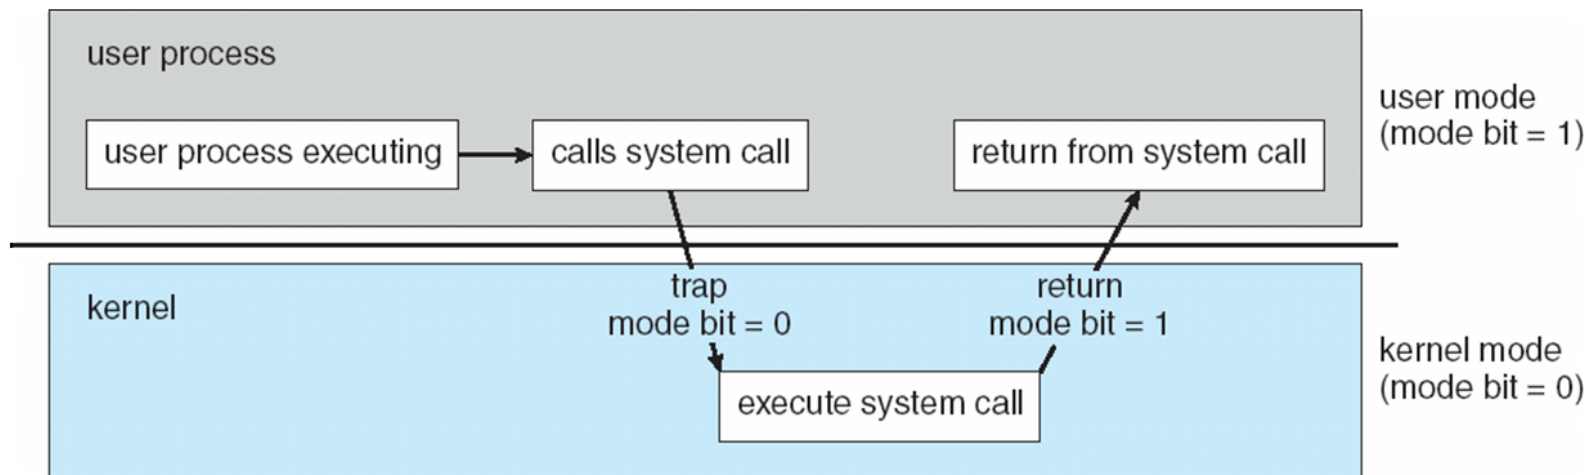 user process
user process executing
calls system call
return from system call
user mode
(mode bit = 1)
kernel
trap
mode bit = 0
return
mode bit = 1
execute system call
kernel mode
(mode bit = 0)